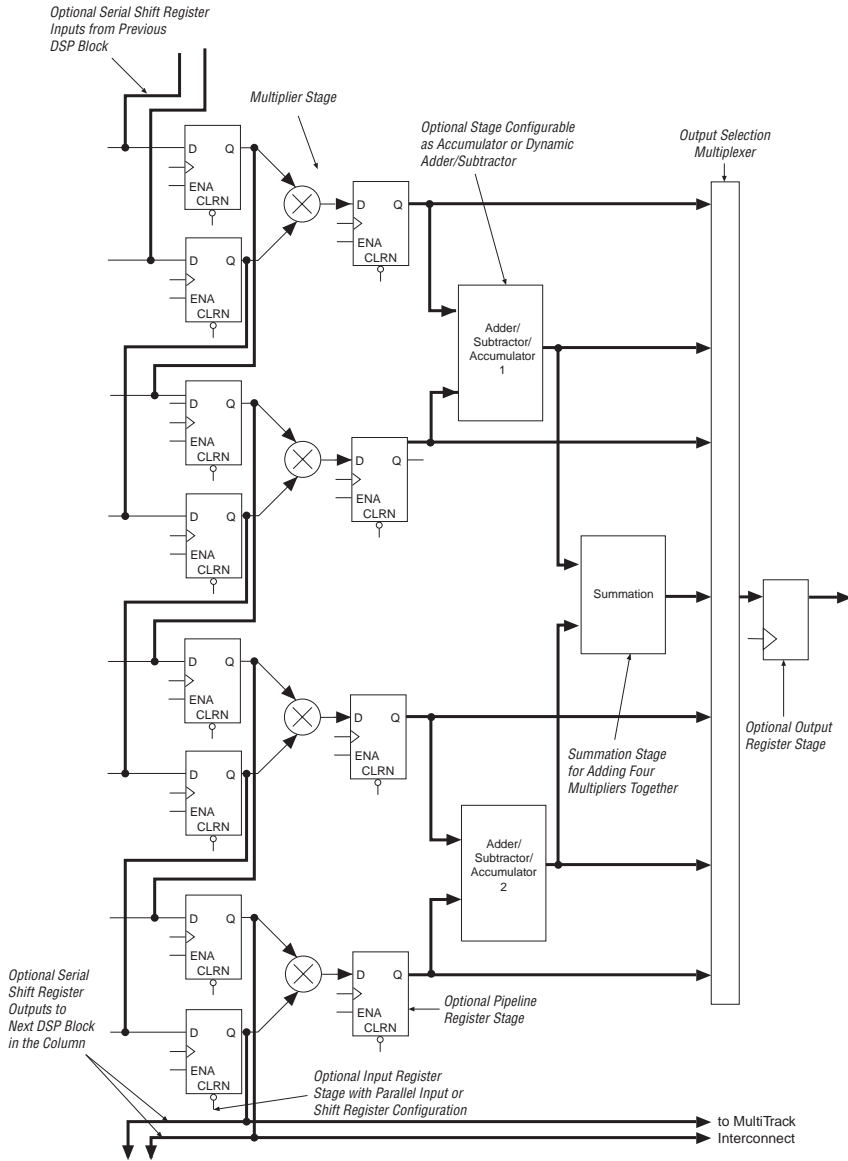 Optional Serial Shift Register
Inputs from Previous
DSP Block
Multiplier Stage
Optional Stage Configurable
as Accumulator or Dynamic
Adder/Subtractor
Output Selection
Multiplexer
D Q
ENA
CLRN
D Q
ENA
CLRN
D Q
ENA
CLRN
Adder/
Subtractor/
Accumulator
1
D Q
ENA
CLRN
D Q
ENA
CLRN
D Q
ENA
CLRN
Summation
D Q
ENA
CLRN
D Q
ENA
CLRN
D Q
ENA
CLRN
Optional Output
Register Stage
Summation Stage
for Adding Four
Multipliers Together
Adder/
Subtractor/
Accumulator
2
D Q
ENA
CLRN
D Q
ENA
CLRN
D Q
ENA
CLRN
Optional Serial
Shift Register
Outputs to
Next DSP Block
in the Column
Optional Pipeline
Register Stage
Optional Input Register
Stage with Parallel Input or
Shift Register Configuration
to MultiTrack
Interconnect